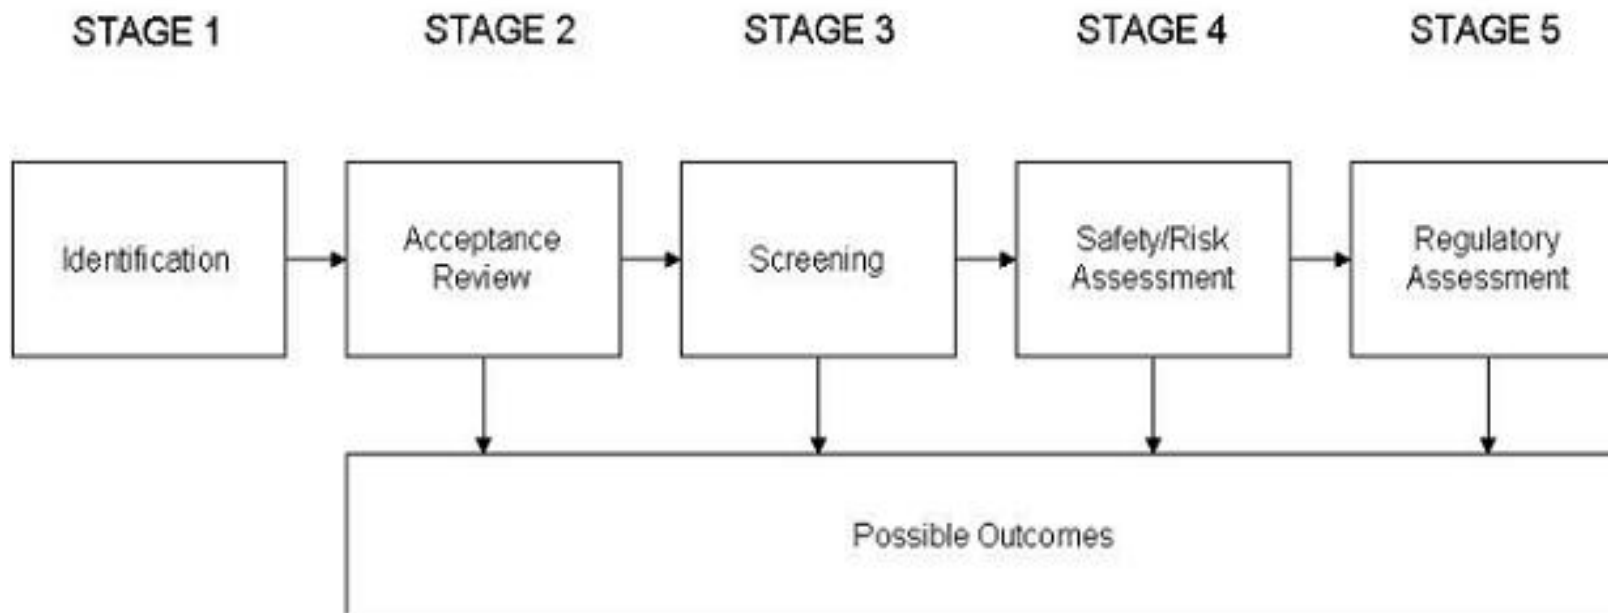 STAGE 1
STAGE 2
STAGE 3
STAGE 4
STAGE 5
Identification
Acceptance
Review
Screening
Safety/Risk
Assessment
Regulatory
Assessment
Possible Outcomes